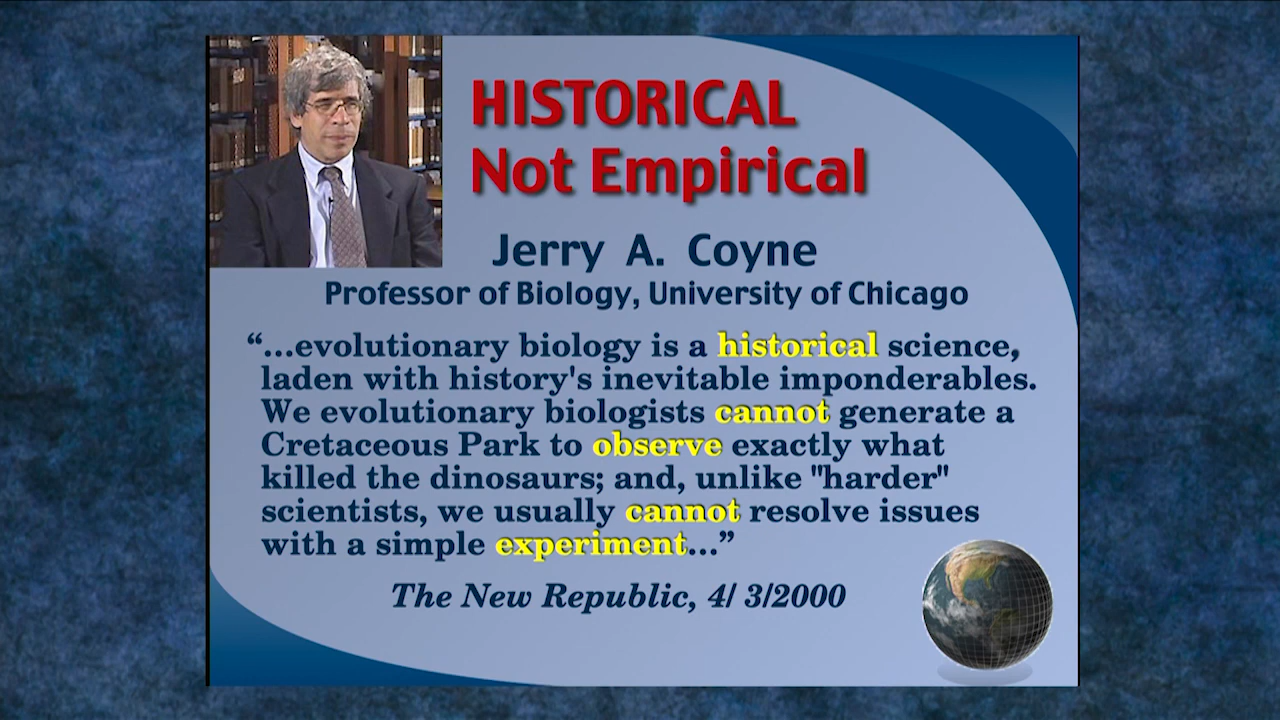 HISTORICAL
Not Empirical
Jerry A. Coyne
Professor of Biology, University of Chicago
“...evolutionary biology is a historical science,
laden with history's inevitable imponderables.
We evolutionary biologists cannot generate a
Cretaceous Park to observe exactly what
killed the dinosaurs; and, unlike "harder"
scientists, we usually cannot resolve issues
with a simple experiment...”
The New Republic, 4/ 3/2000